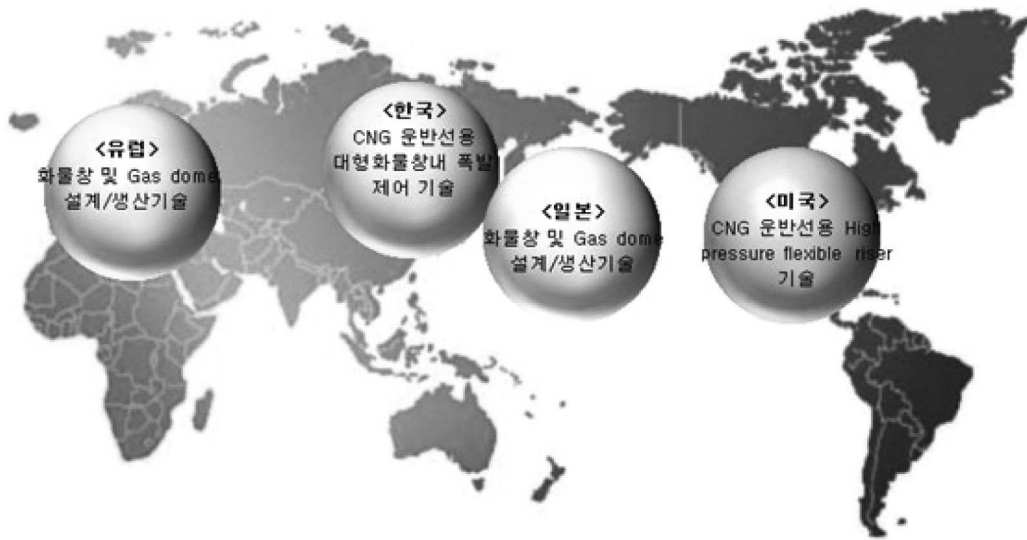 <유럽>
화물창 및 Gas dome
설계/생산기술
<한국>
CNG 운반선용
대형화물창내 폭발
제어 기술
<일본>
화물창 및 Gas dome
설계/생산기술
<미국>
CNG 운반선용 High
pressure flexible riser
기술